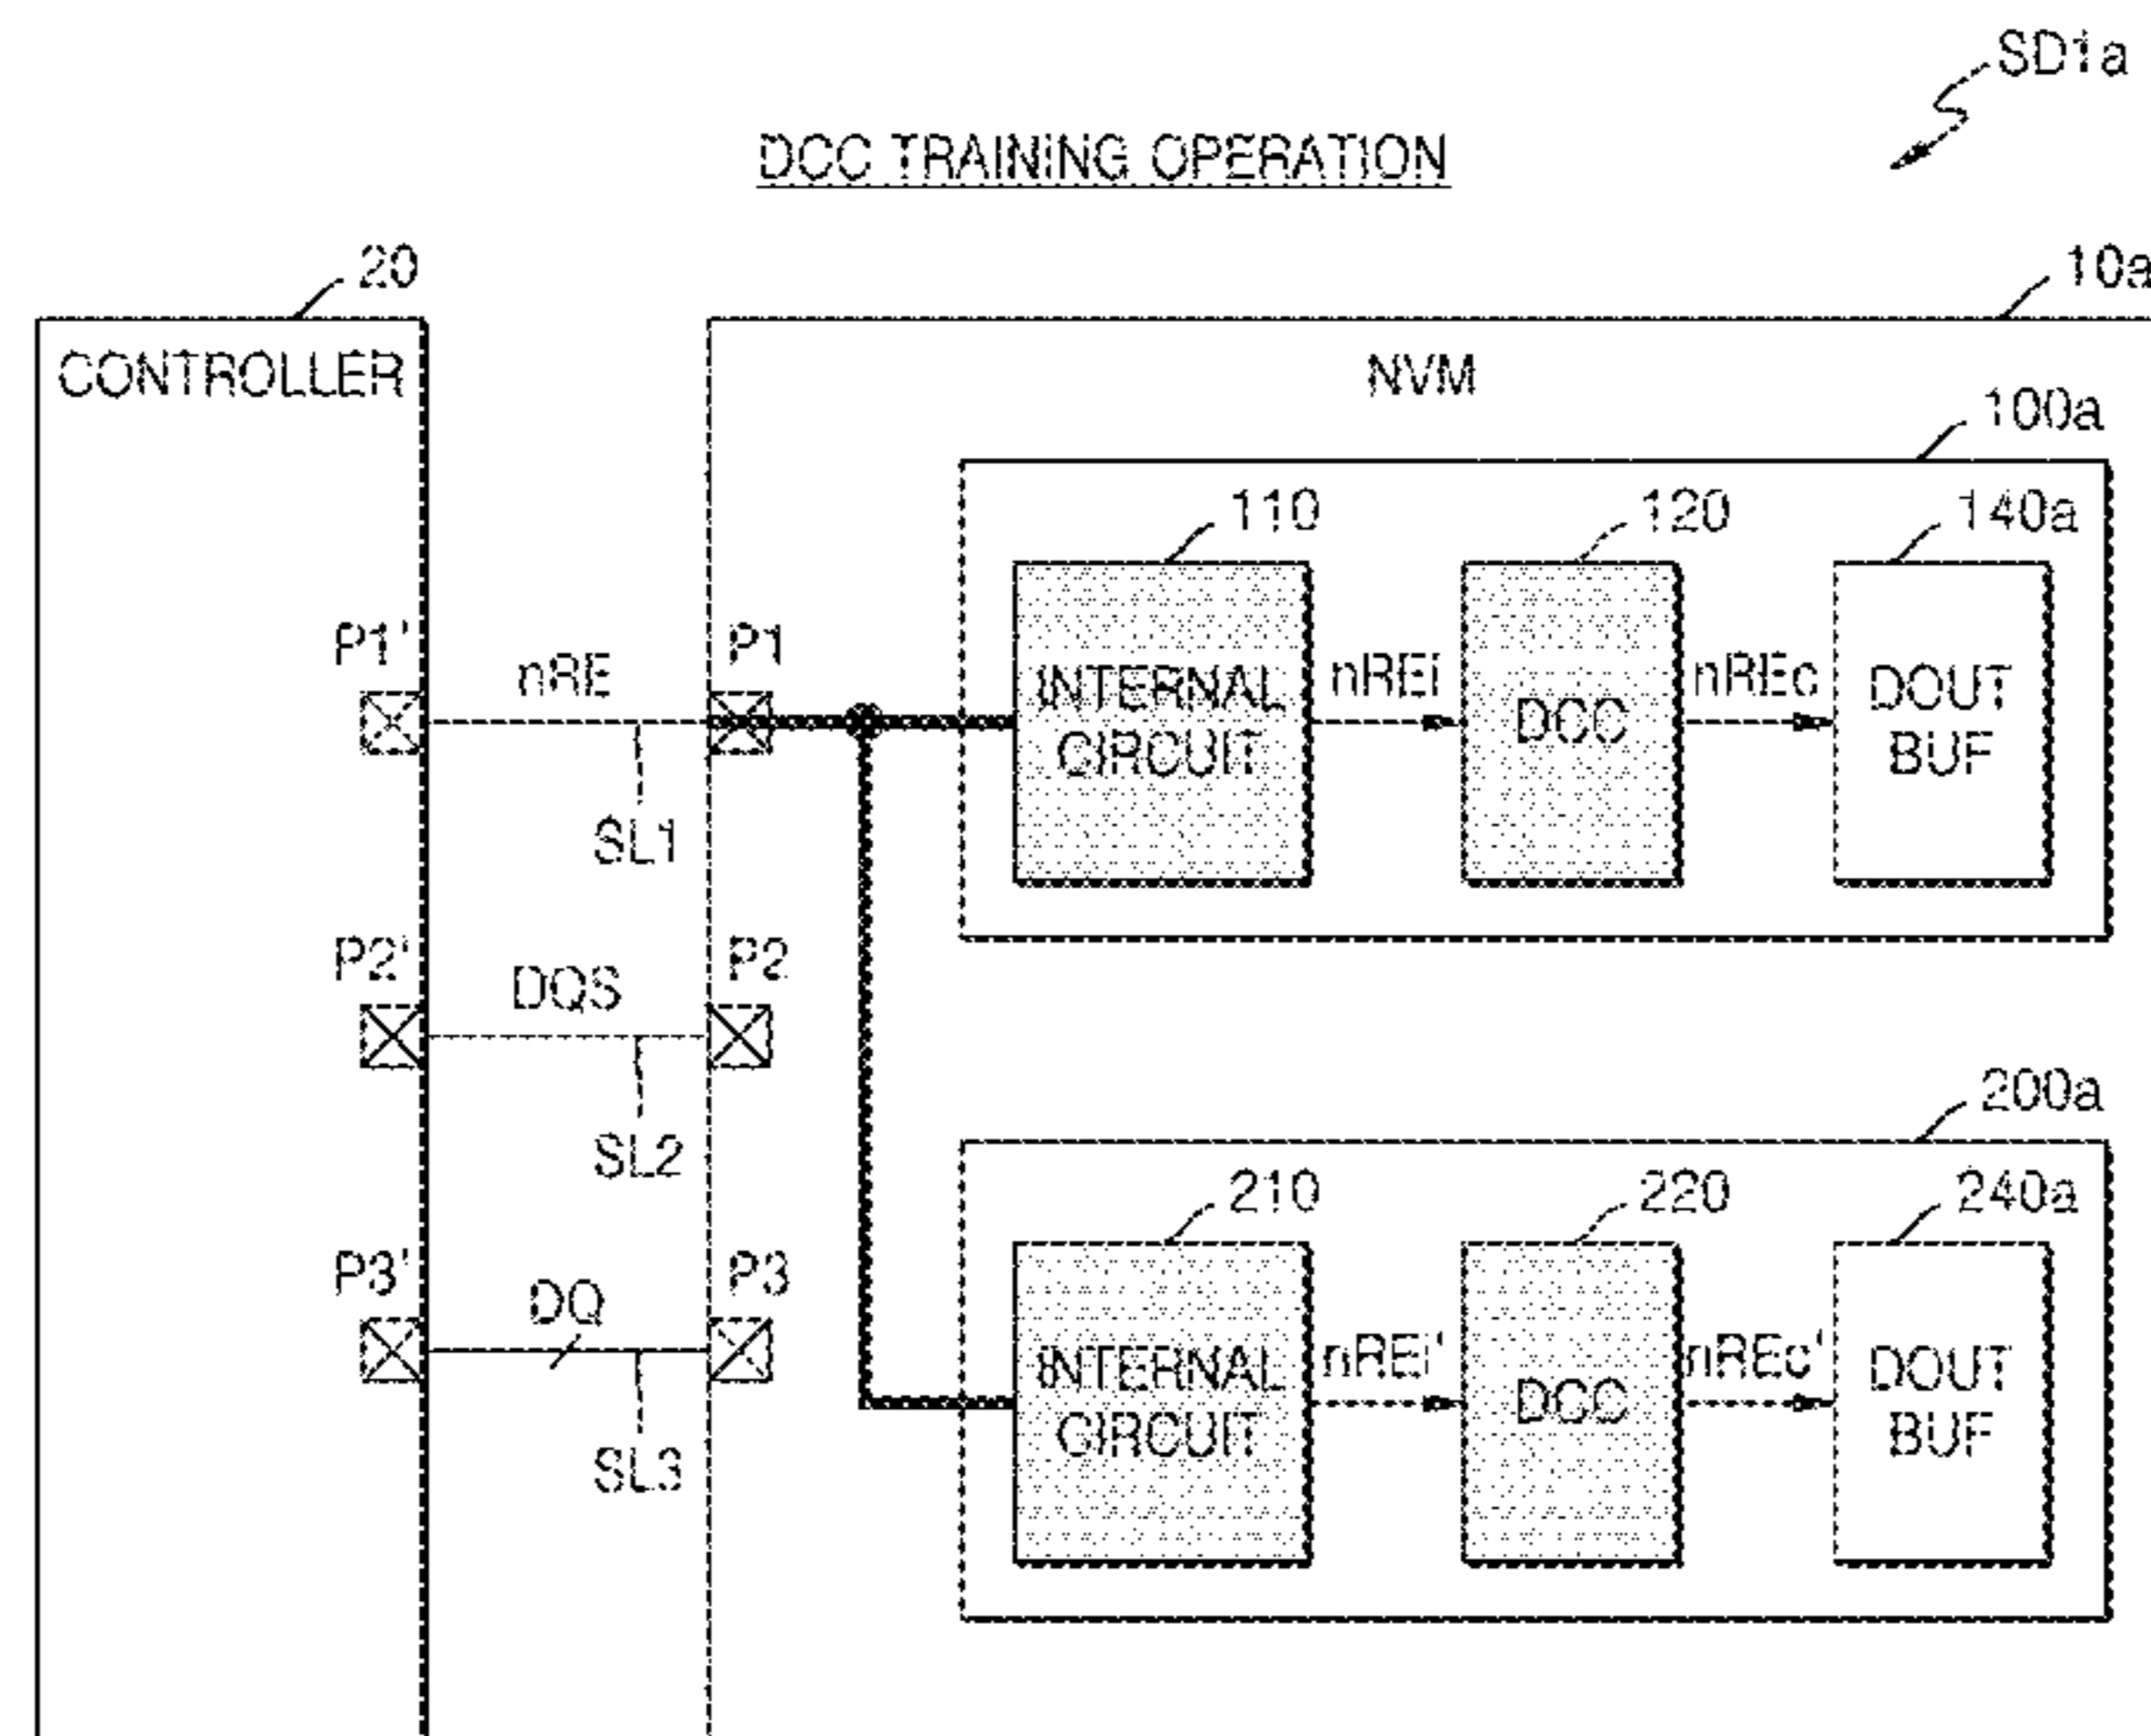 SD1a
DCC TRAINING OPERATION
20
10a
CONTROLLER
NVM
100a
110
120
140a
P1'
nRE
P1
INTERNAL
CIRCUIT
nREi
DCC
nREc
DOUT
BUF
SL1
P2'
DQS
P2
SL2
200a
210
220
240a
P3'
DQ
P3
INTERNAL
CIRCUIT
nREi'
DCC
nREc'
DOUT
BUF
SL3